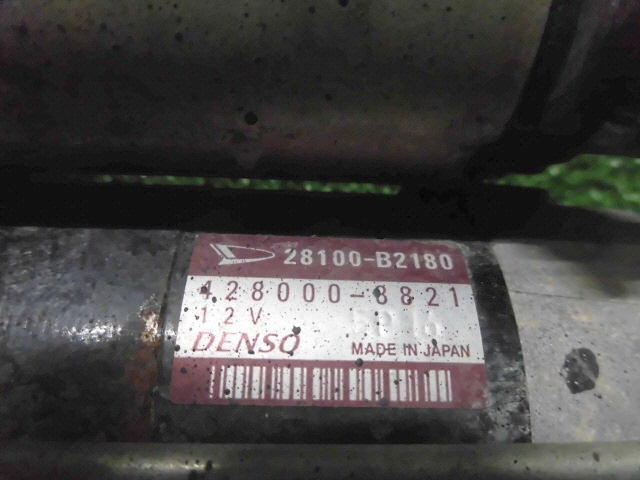 28100-B2180
428000-8821
12V
DENSO
MADE IN JAPAN